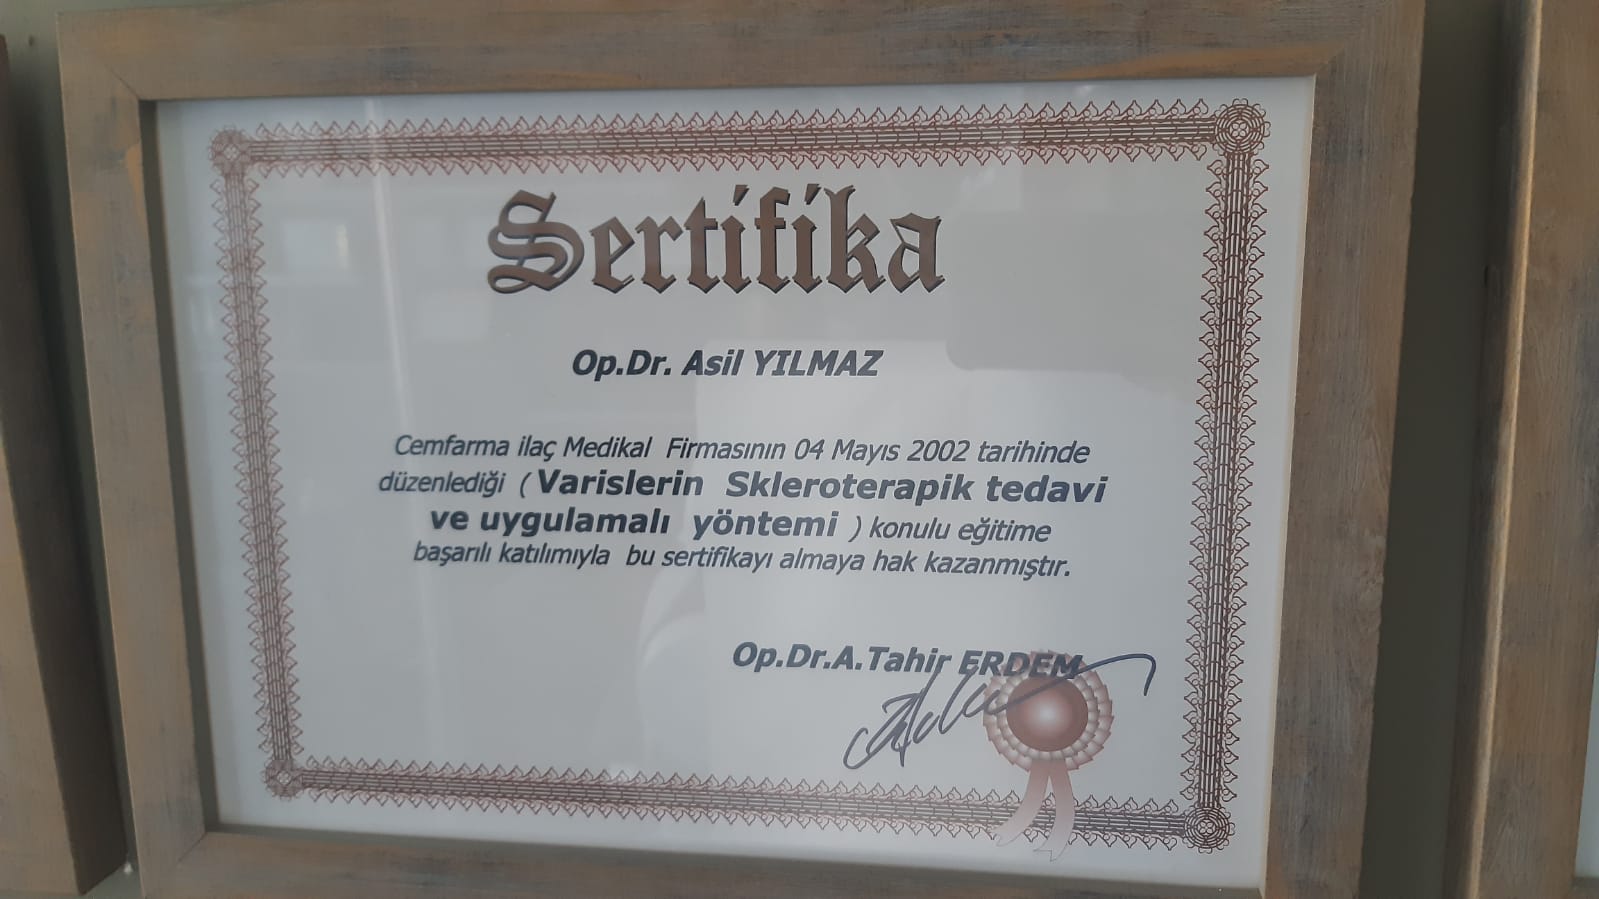 Sertifika
Op.Dr. Asil YILMAZ
Cemfarma ilaç Medikal Firmasının 04 Mayıs 2002 tarihinde
düzenlediği ( Varislerin Skleroterapik tedavi
ve uygulamalı yöntemi ) konulu eğitime
başarılı katılımıyla bu sertifikayı almaya hak kazanmıştır.
Op.Dr.A.Tahir ERDEM